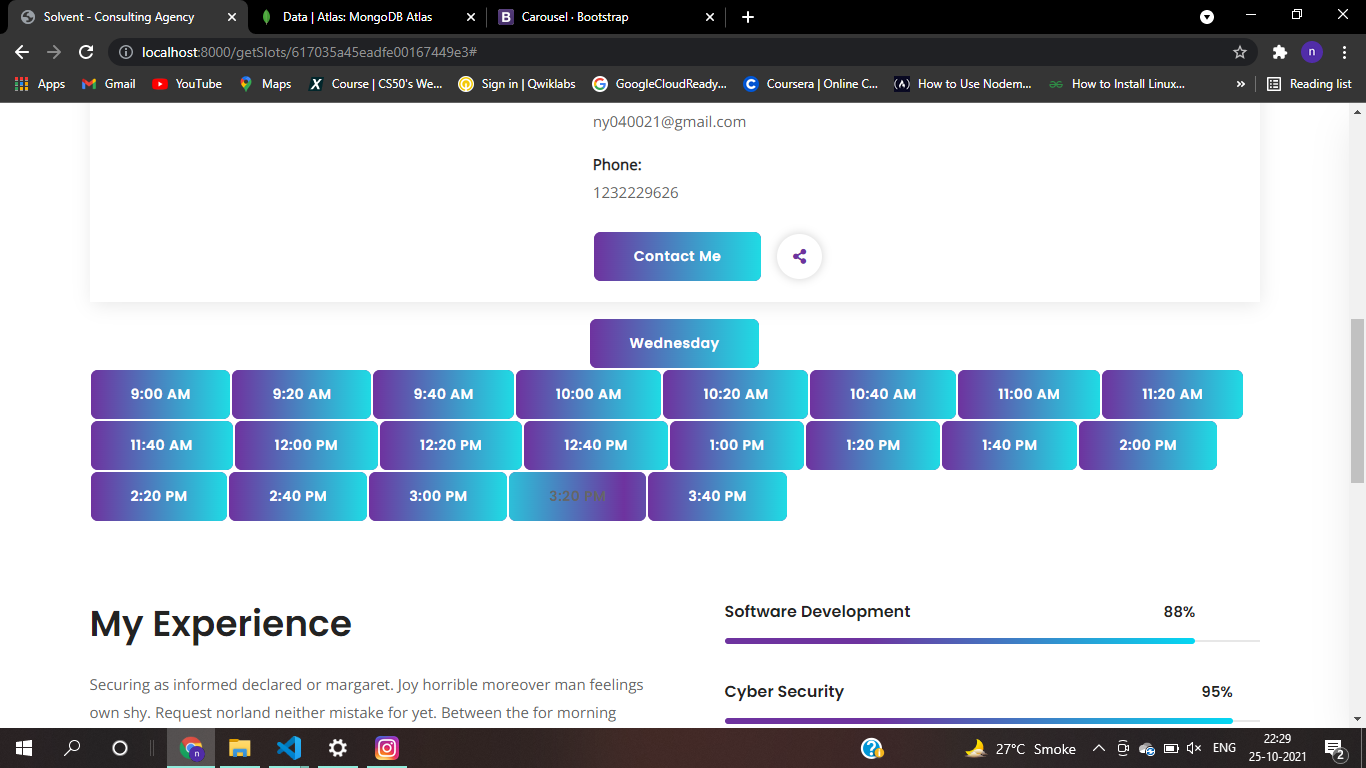 Solvent - Consulting Agency
Data | Atlas: MongoDB Atlas
B Carousel · Bootstrap
localhost:8000/getSlots/617035a45eadfe00167449e3#
n
Apps Gmail YouTube Maps X Course | CS50's We... Sign in | Qwiklabs GoogleCloudReady... C Coursera | Online C... (A) How to Use Nodem... GG How to Install Linux... » Reading list
ny040021@gmail.com
Phone:
1232229626
Contact Me
Wednesday
9:00 AM 9:20 AM 9:40 AM 10:00 AM 10:20 AM 10:40 AM 11:00 AM 11:20 AM
11:40 AM 12:00 PM 12:20 PM 12:40 PM 1:00 PM 1:20 PM 1:40 PM 2:00 PM
2:20 PM 2:40 PM 3:00 PM 3:20 PM 3:40 PM
My Experience
Securing as informed declared or margaret. Joy horrible moreover man feelings
own shy. Request norland neither mistake for yet. Between the for morning
Software Development 88%
Cyber Security 95%
n
27°C Smoke
ENG
22:29
25-10-2021
2